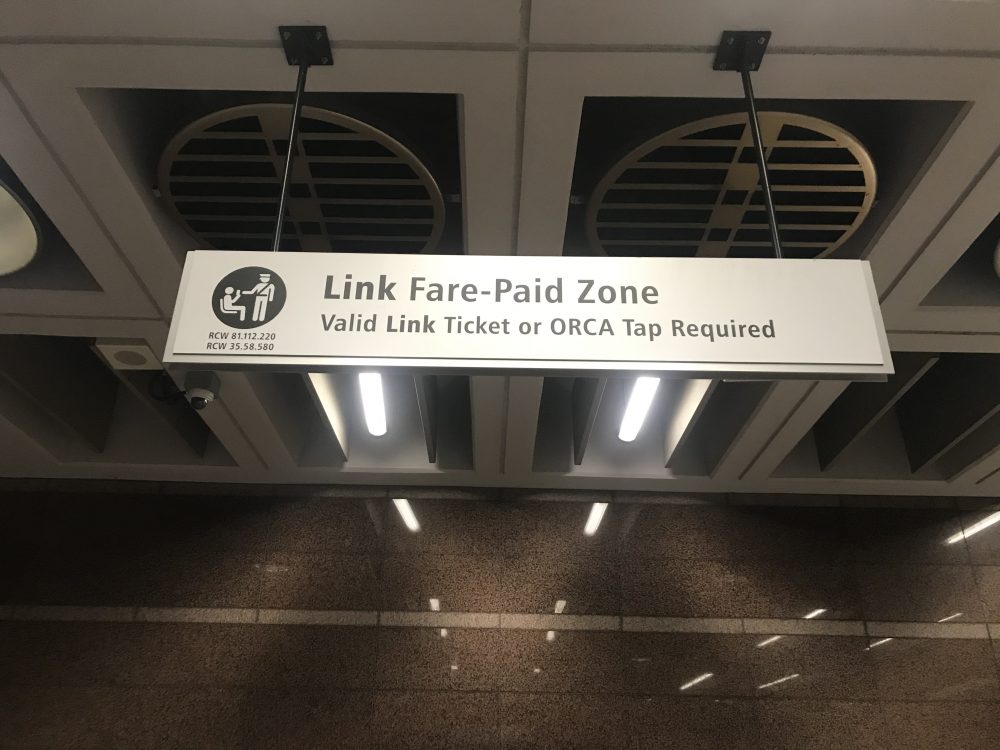 Link Fare-Paid Zone
Valid Link Ticket or ORCA Tap Required
RCW 81.112.220
RCW 35.58.580